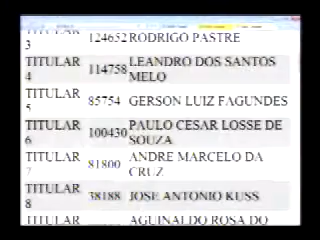 TITULAR
3 124652 RODRIGO PASTRE
TITULAR LEANDRO DOS SANTOS
4 114758 MELO
TITULAR
5 85754 GERSON LUIZ FAGUNDES
TITULAR PAULO CESAR LOSSE DE
6 100430 SOUZA
TITULAR ANDRE MARCELO DA
7 81800 CRUZ
TITULAR
8 38188 JOSE ANTONIO KUSS
TITULAR AGUINALDO ROSA DO